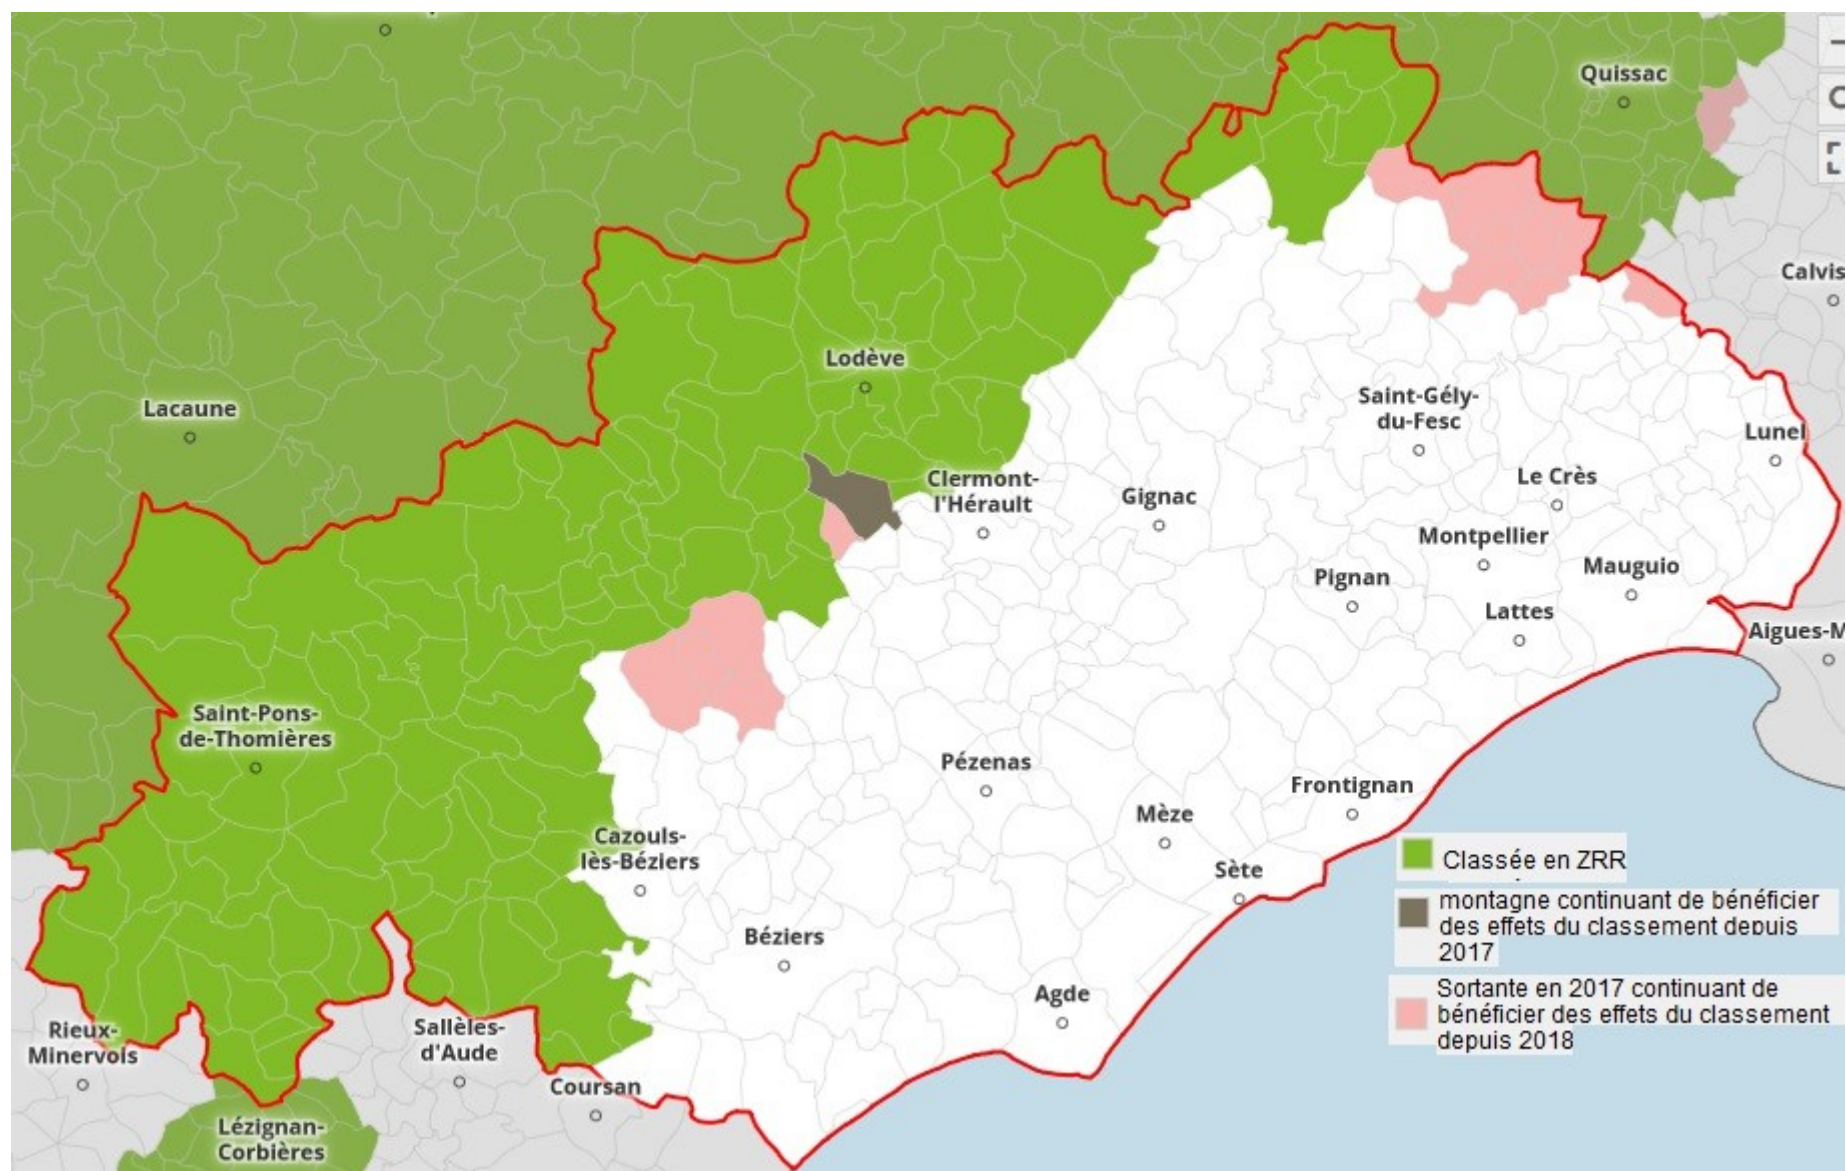 Quissac
Calvis
Lodève
Lacaune
Saint-Gély-
du-Fesc
Lunel
Clermont-
l'Hérault
Gignac
Le Crès
Montpellier
Mauguio
Pignan
Lattes
Aigues-M
Saint-Pons-
de-Thomières
Pézenas
Frontignan
Mèze
Cazouls-
lès-Béziers
Sète
Béziers
Agde
Classée en ZRR
montagne continuant de bénéficier
des effets du classement depuis
2017
Sortante en 2017 continuant de
bénéficier des effets du classement
depuis 2018
Rieux-
Minervois
Sallèles-
d'Aude
Coursan
Lézignan-
Corbières